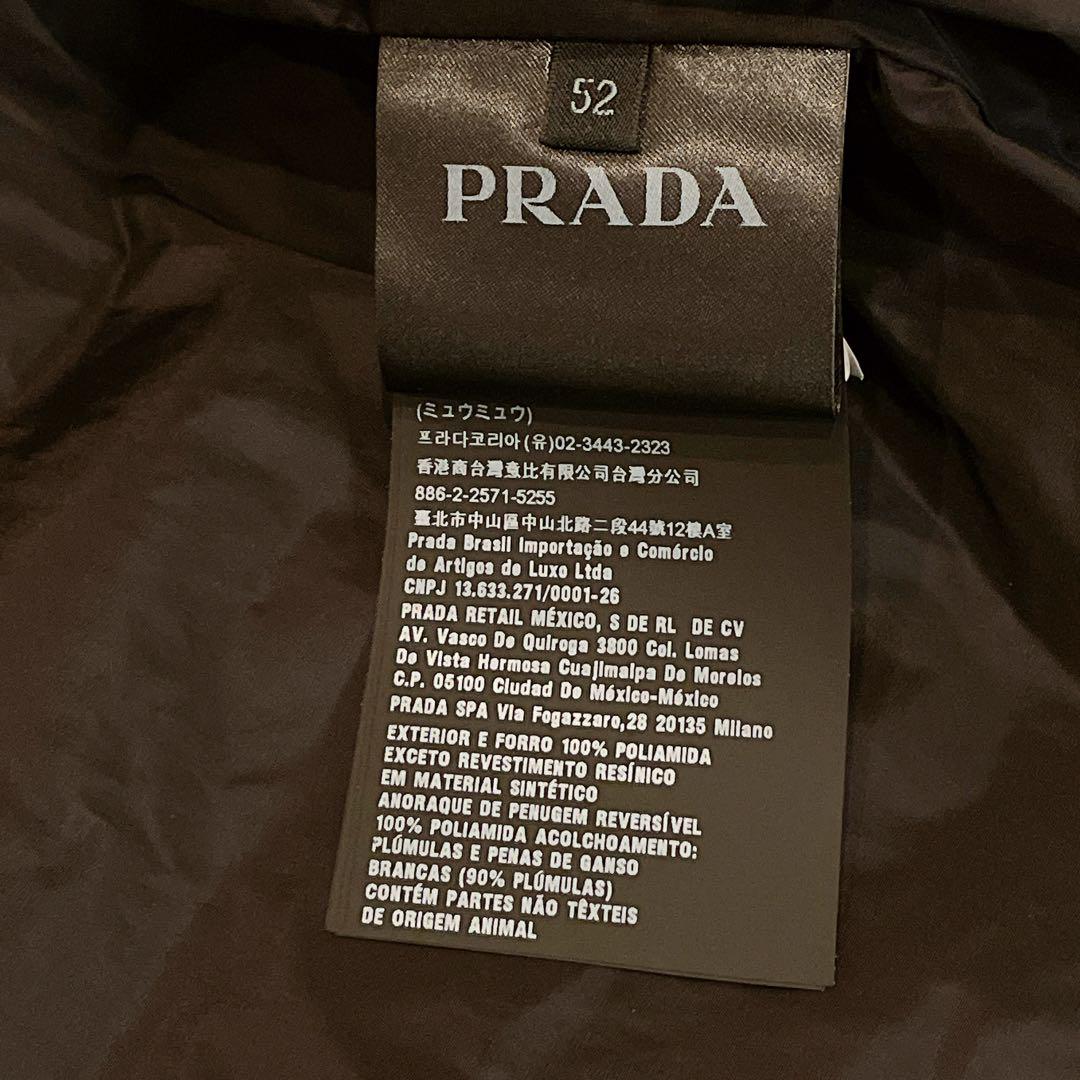 52
PRADA
(ミュウミュウ)
프라다코리아(유)02-3443-2323
香港商台灣意比有限公司台灣分公司
886-2-2571-5255
臺北市中山區中山北路二段44號12樓A室
Prada Brasil Importação e Comércio
de Artigos de Luxo Ltda
CNPJ 13.633.271/0001-26
PRADA RETAIL MÉXICO, S DE RL DE CV
AV. Vasco De Quiroga 3800 Col. Lomas
De Vista Hermosa Cuajimalpa De Morelos
C.P. 05100 Ciudad De México-México
PRADA SPA Via Fogazzaro,28 20135 Milano
EXTERIOR E FORRO 100% POLIAMIDA
EXCETO REVESTIMENTO RESÍNICO
EM MATERIAL SINTÉTICO
ANORAQUE DE PENUGEM REVERSÍVEL
100% POLIAMIDA ACOLCHOAMENTO:
PLÚMULAS E PENAS DE GANSO
BRANCAS (90% PLÚMULAS)
CONTÉM PARTES NÃO TÊXTEIS
DE ORIGEM ANIMAL